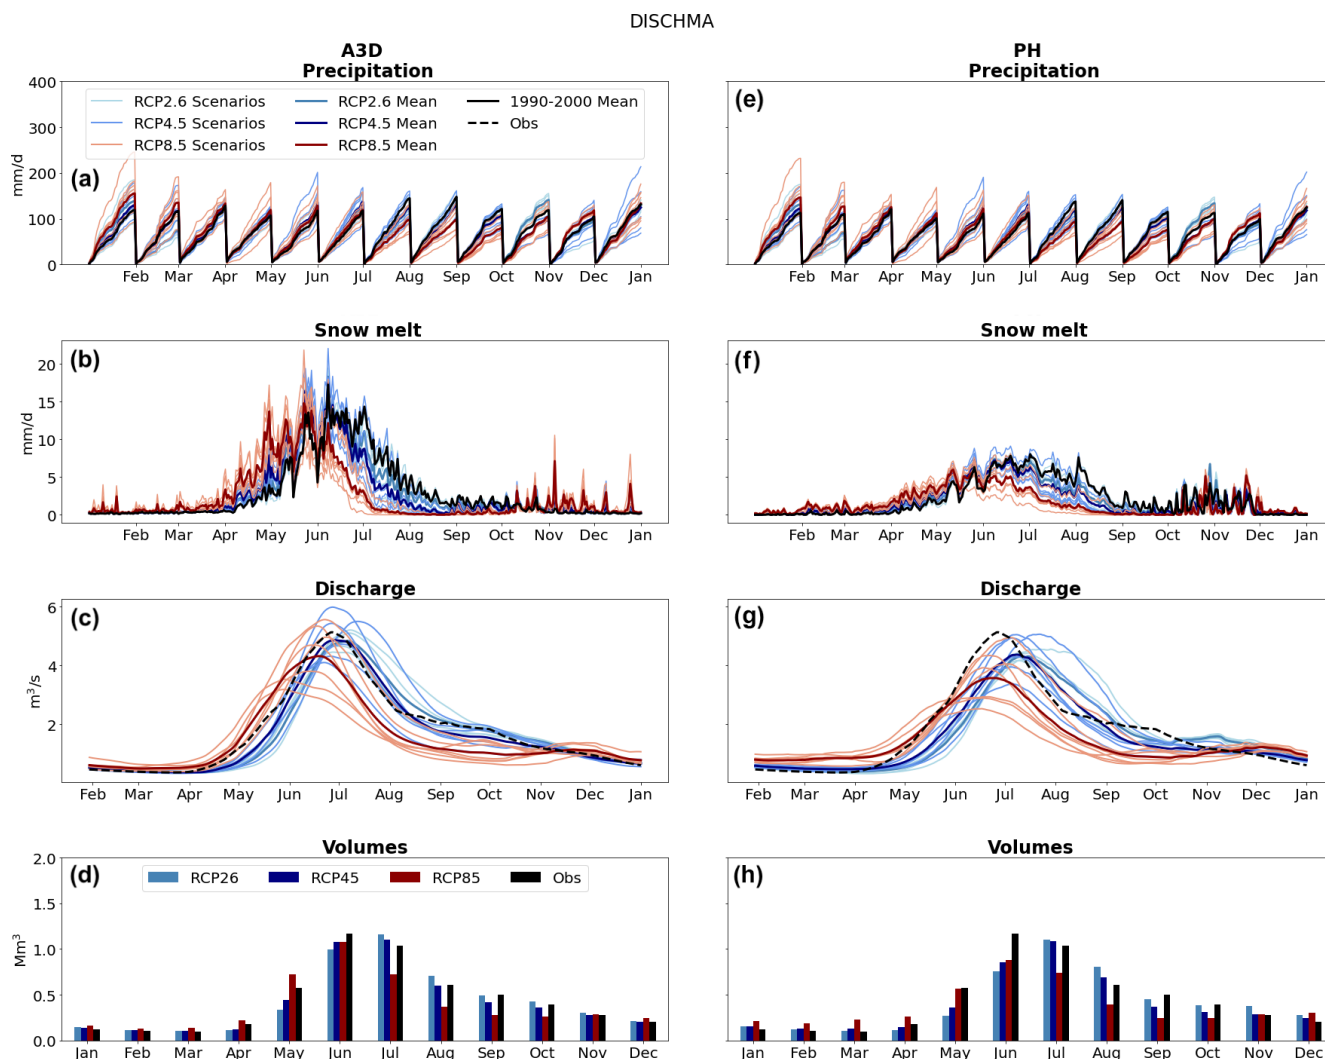 DISCHMA
A3D
Precipitation
PH
Precipitation
400
300
200
100
0
mm/d
RCP2.6 Scenarios
RCP4.5 Scenarios
RCP8.5 Scenarios
RCP2.6 Mean
RCP4.5 Mean
RCP8.5 Mean
1990-2000 Mean
Obs
(a)
(e)
Feb Mar Apr May Jun Jul Aug Sep Oct Nov Dec Jan
Feb Mar Apr May Jun Jul Aug Sep Oct Nov Dec Jan
Snow melt
Snow melt
(b)
(f)
20
15
10
5
0
mm/d
Feb Mar Apr May Jun Jul Aug Sep Oct Nov Dec Jan
Feb Mar Apr May Jun Jul Aug Sep Oct Nov Dec Jan
Discharge
Discharge
(c)
(g)
6
4
2
m³/s
Feb Mar Apr May Jun Jul Aug Sep Oct Nov Dec Jan
Feb Mar Apr May Jun Jul Aug Sep Oct Nov Dec Jan
Volumes
Volumes
(d)
(h)
RCP26 RCP45 RCP85 Obs
2.0
1.5
1.0
0.5
0.0
Mm³
Jan Feb Mar Apr May Jun Jul Aug Sep Oct Nov Dec
Jan Feb Mar Apr May Jun Jul Aug Sep Oct Nov Dec